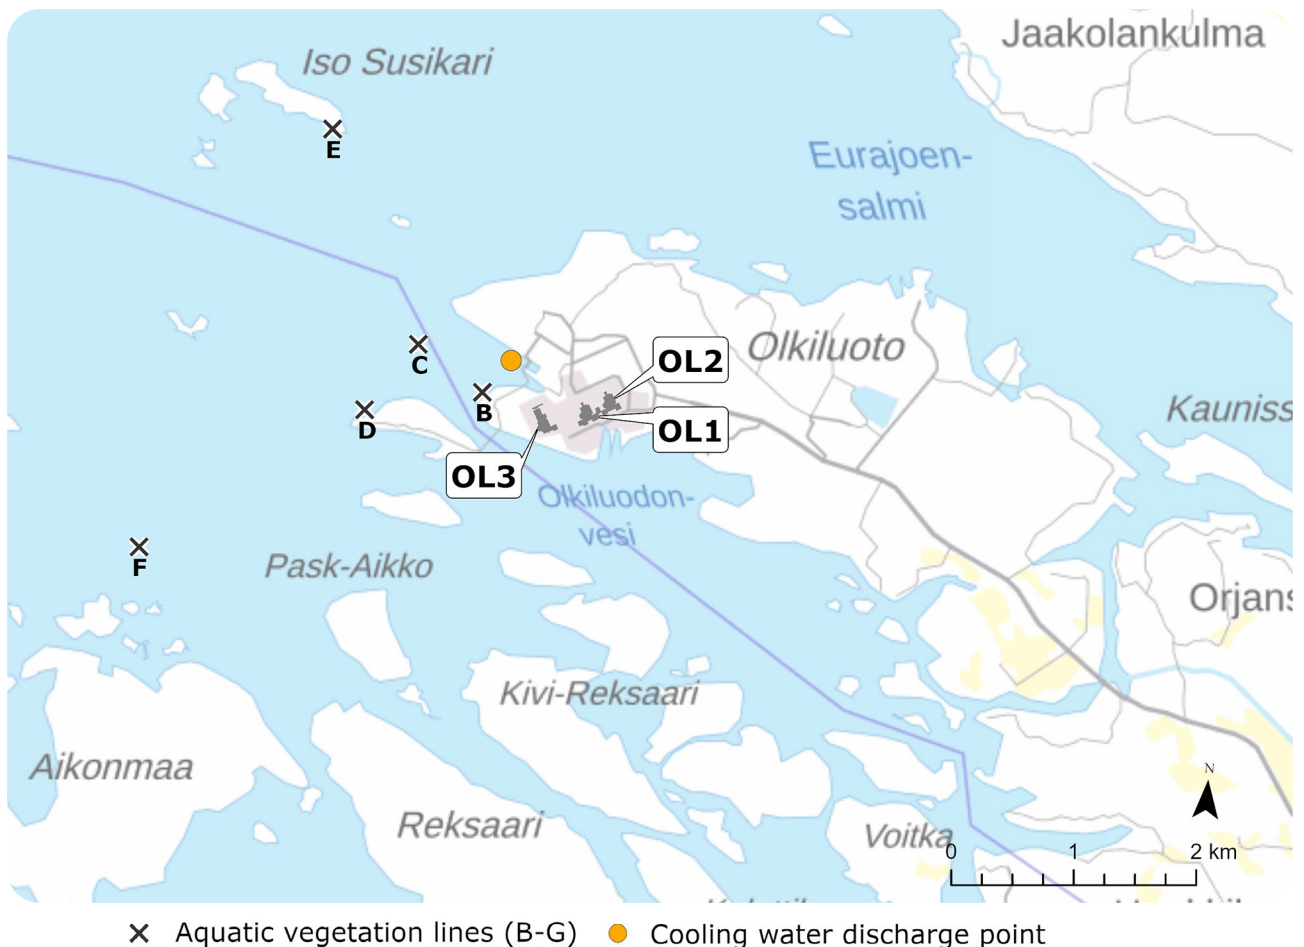 Jaakolankulma
Iso Susikari
E
Eurajoen-
salmi
C
Olkiluoto
OL2
B
D
OL1
Kauniss
OL3
Olkiluodon-
vesi
F
Pask-Aikko
Orjans
Kivi-Reksaari
Aikonmaa
N
Reksaari
Voitka
0 1 2 km
Aquatic vegetation lines (B-G)
Cooling water discharge point